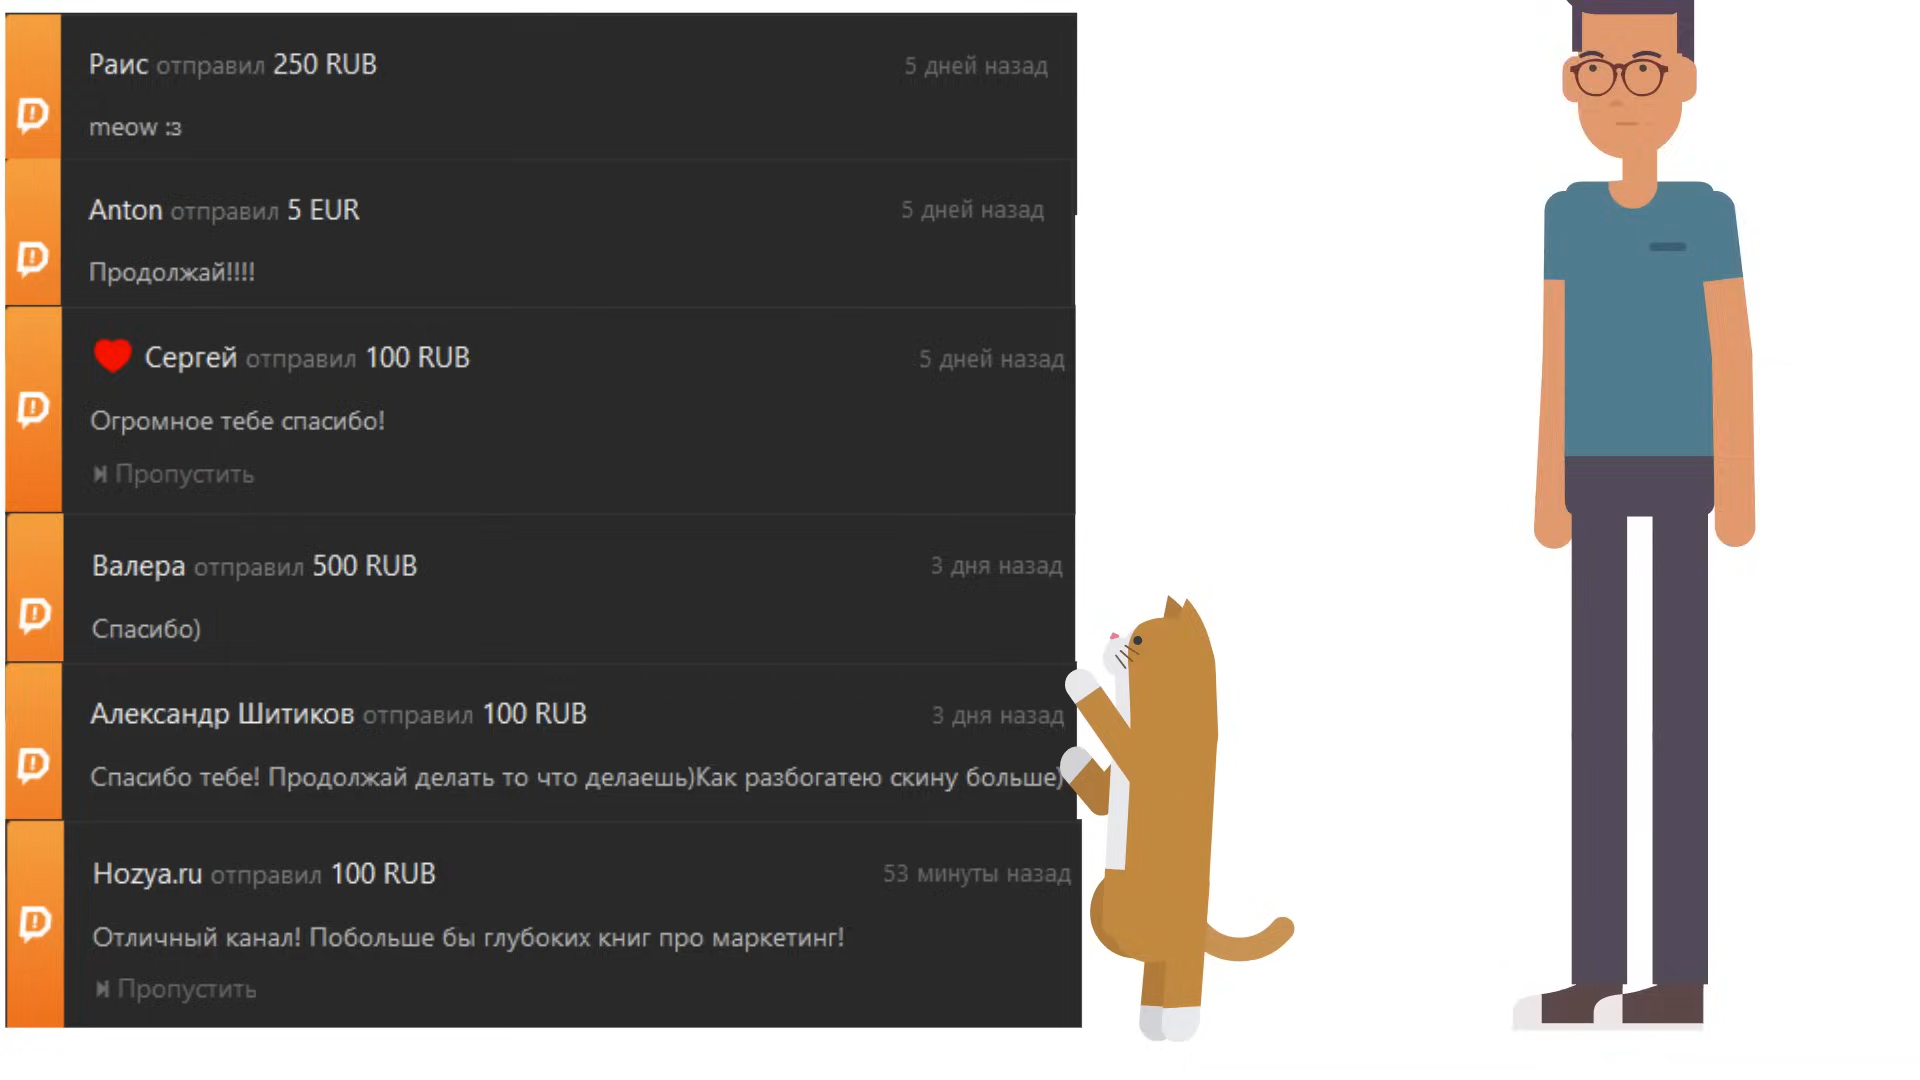 Раис отправил 250 RUB 5 дней назад
meow :з
Anton отправил 5 EUR 5 дней назад
Продолжай!!!!
Сергей отправил 100 RUB 5 дней назад
Огромное тебе спасибо!
Пропустить
Валера отправил 500 RUB 3 дня назад
Спасибо)
Александр Шитиков отправил 100 RUB 3 дня назад
Спасибо тебе! Продолжай делать то что делаешь)Как разбогатею скину больше)
Hozya.ru отправил 100 RUB 53 минуты назад
Отличный канал! Побольше бы глубоких книг про маркетинг!
Пропустить